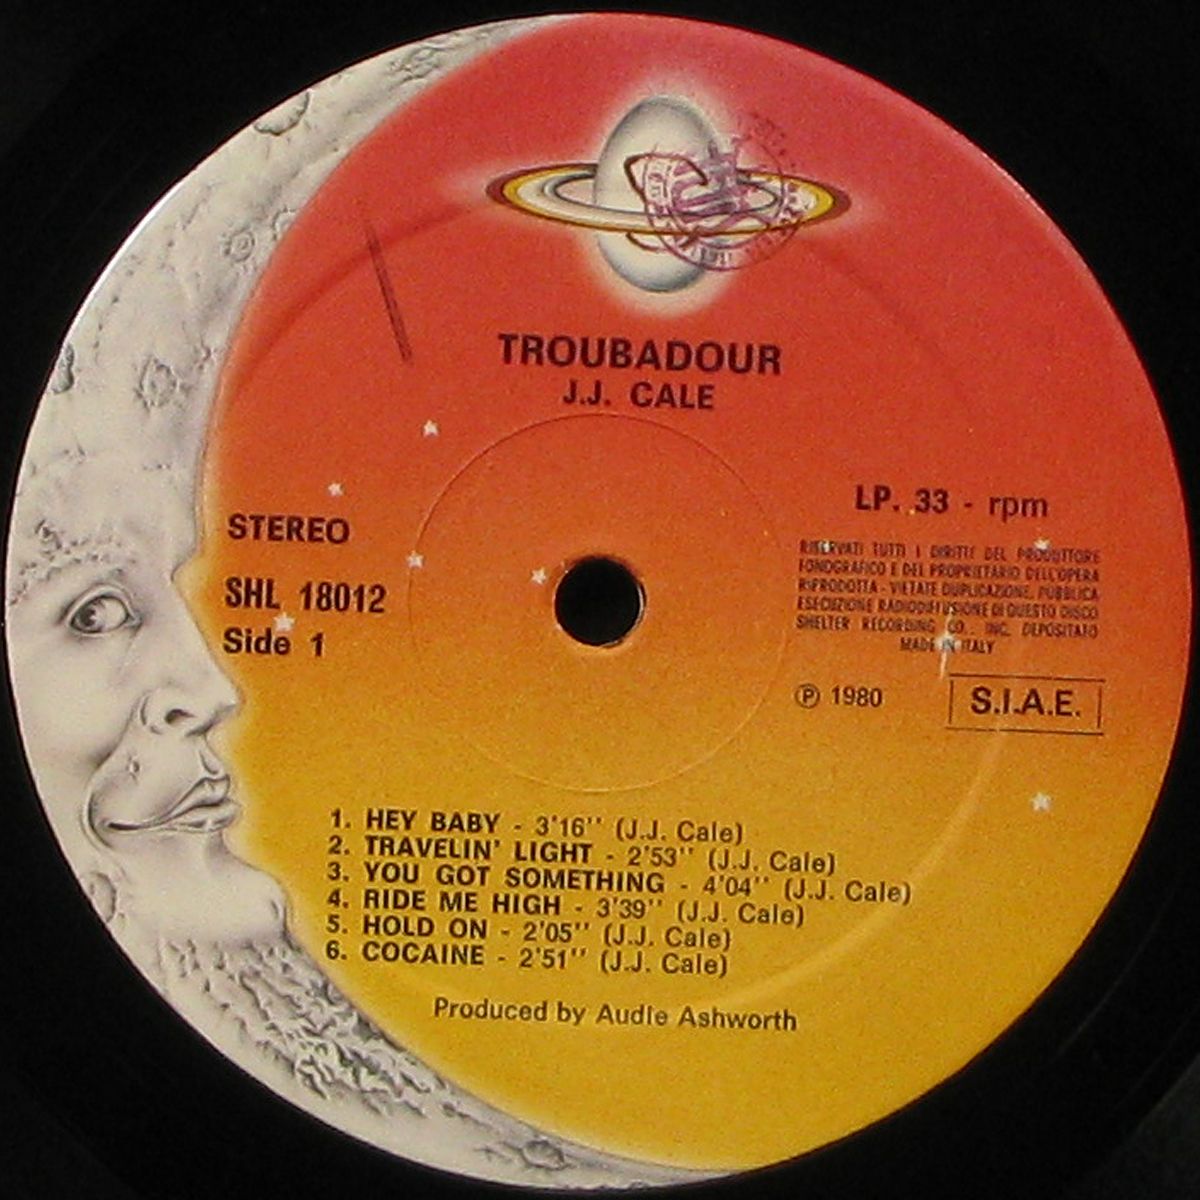 TROUBADOUR
J.J. CALE
STEREO
SHL 18012
Side 1
LP. 33 - rpm
RISERVATI TUTTI I DIRITTI DEL PRODUTTORE
FONOGRAFICO E DEL PROPRIETARIO DELL'OPERA
RIPRODOTTA - VIETATE DUPLICAZIONE, PUBBLICA
ESECUZIONE RADIODIFFUSIONE DI QUESTO DISCO
SHELTER RECORDING CO., INC. DEPOSITATO
MADE IN ITALY
℗ 1980
S.I.A.E.
1. HEY BABY - 3'16'' (J.J. Cale)
2. TRAVELIN' LIGHT - 2'53'' (J.J. Cale)
3. YOU GOT SOMETHING - 4'04'' (J.J. Cale)
4. RIDE ME HIGH - 3'39'' (J.J. Cale)
5. HOLD ON - 2'05'' (J.J. Cale)
6. COCAINE - 2'51'' (J.J. Cale)
Produced by Audie Ashworth